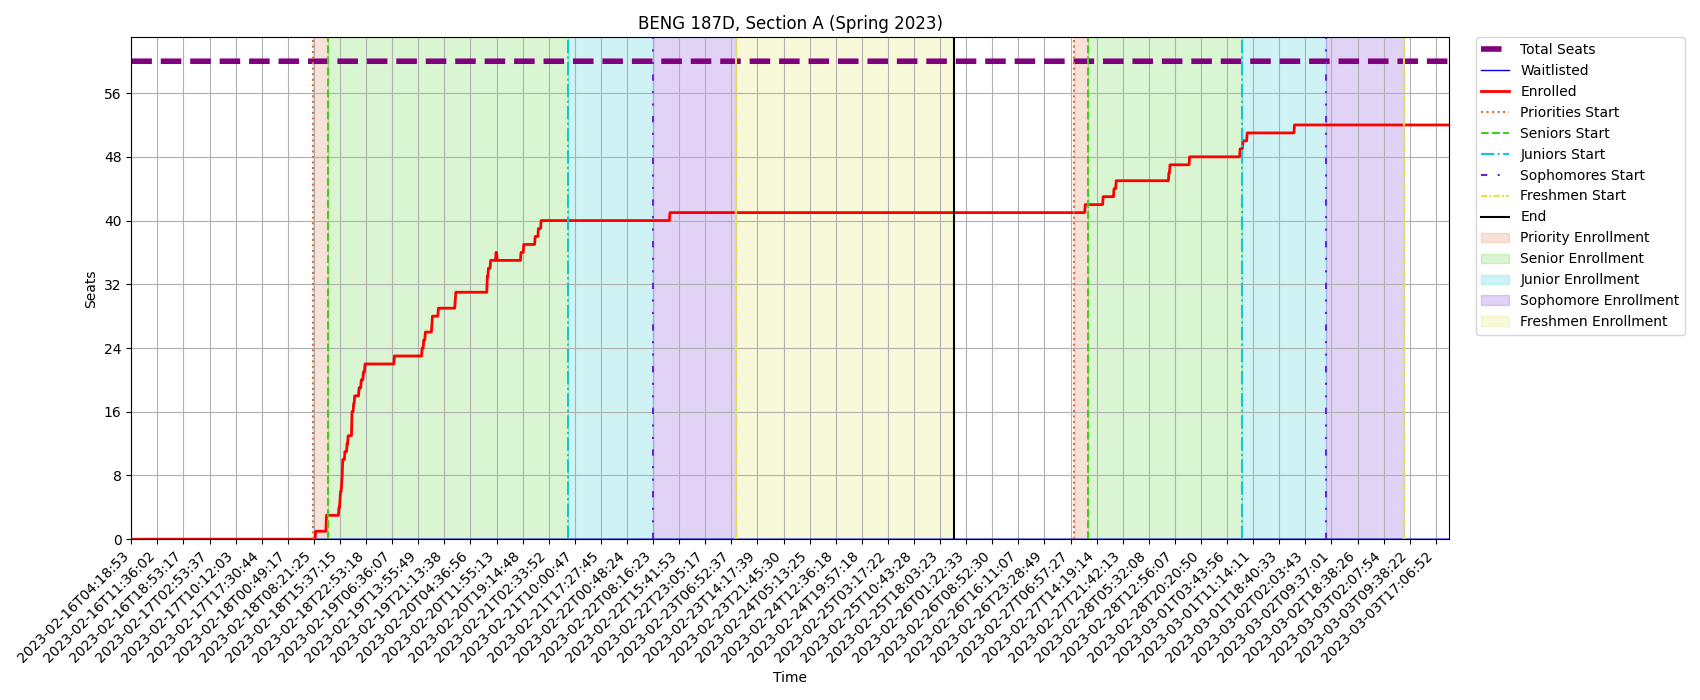 BENG 187D, Section A (Spring 2023)
Total Seats
Waitlisted
Enrolled
Priorities Start
Seniors Start
Juniors Start
Sophomores Start
Freshmen Start
End
Priority Enrollment
Senior Enrollment
Junior Enrollment
Sophomore Enrollment
Freshmen Enrollment
Seats
56
48
40
32
24
16
8
0
2023-02-16T04:18:53
2023-02-16T11:36:02
2023-02-16T18:53:17
2023-02-17T02:53:37
2023-02-17T10:12:03
2023-02-17T17:30:44
2023-02-18T00:49:17
2023-02-18T08:21:25
2023-02-18T15:37:15
2023-02-18T22:53:18
2023-02-19T06:36:07
2023-02-19T13:55:49
2023-02-19T21:13:38
2023-02-20T04:36:56
2023-02-20T11:55:13
2023-02-20T19:14:48
2023-02-21T02:33:52
2023-02-21T10:00:47
2023-02-21T17:27:45
2023-02-22T00:48:24
2023-02-22T08:16:23
2023-02-22T15:41:53
2023-02-22T23:05:17
2023-02-23T06:52:37
2023-02-23T14:17:39
2023-02-23T21:45:30
2023-02-24T05:13:25
2023-02-24T12:36:18
2023-02-24T19:57:18
2023-02-25T03:17:22
2023-02-25T10:43:28
2023-02-25T18:03:23
2023-02-26T01:22:33
2023-02-26T08:52:30
2023-02-26T16:11:07
2023-02-26T23:28:49
2023-02-27T06:57:27
2023-02-27T14:19:14
2023-02-27T21:42:13
2023-02-28T05:32:08
2023-02-28T12:56:07
2023-02-28T20:20:50
2023-03-01T03:43:56
2023-03-01T11:14:11
2023-03-01T18:40:33
2023-03-02T02:03:43
2023-03-02T09:37:01
2023-03-02T18:38:26
2023-03-03T02:07:54
2023-03-03T09:38:22
2023-03-03T17:06:52
Time